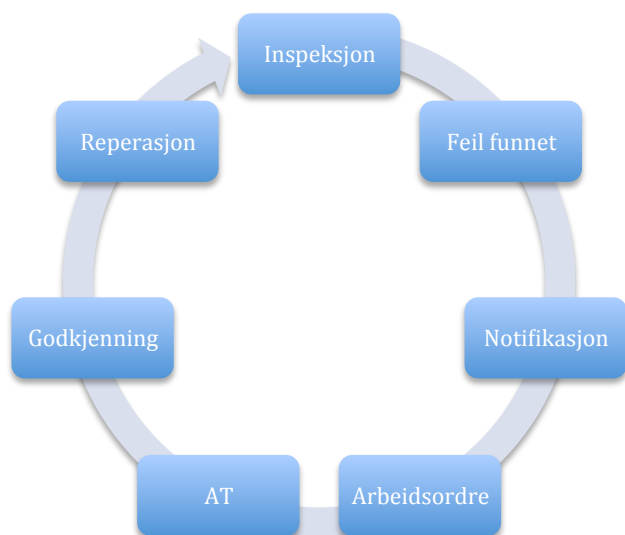 Inspeksjon
Feil funnet
Notifikasjon
Arbeidsordre
AT
Godkjenning
Reperasjon